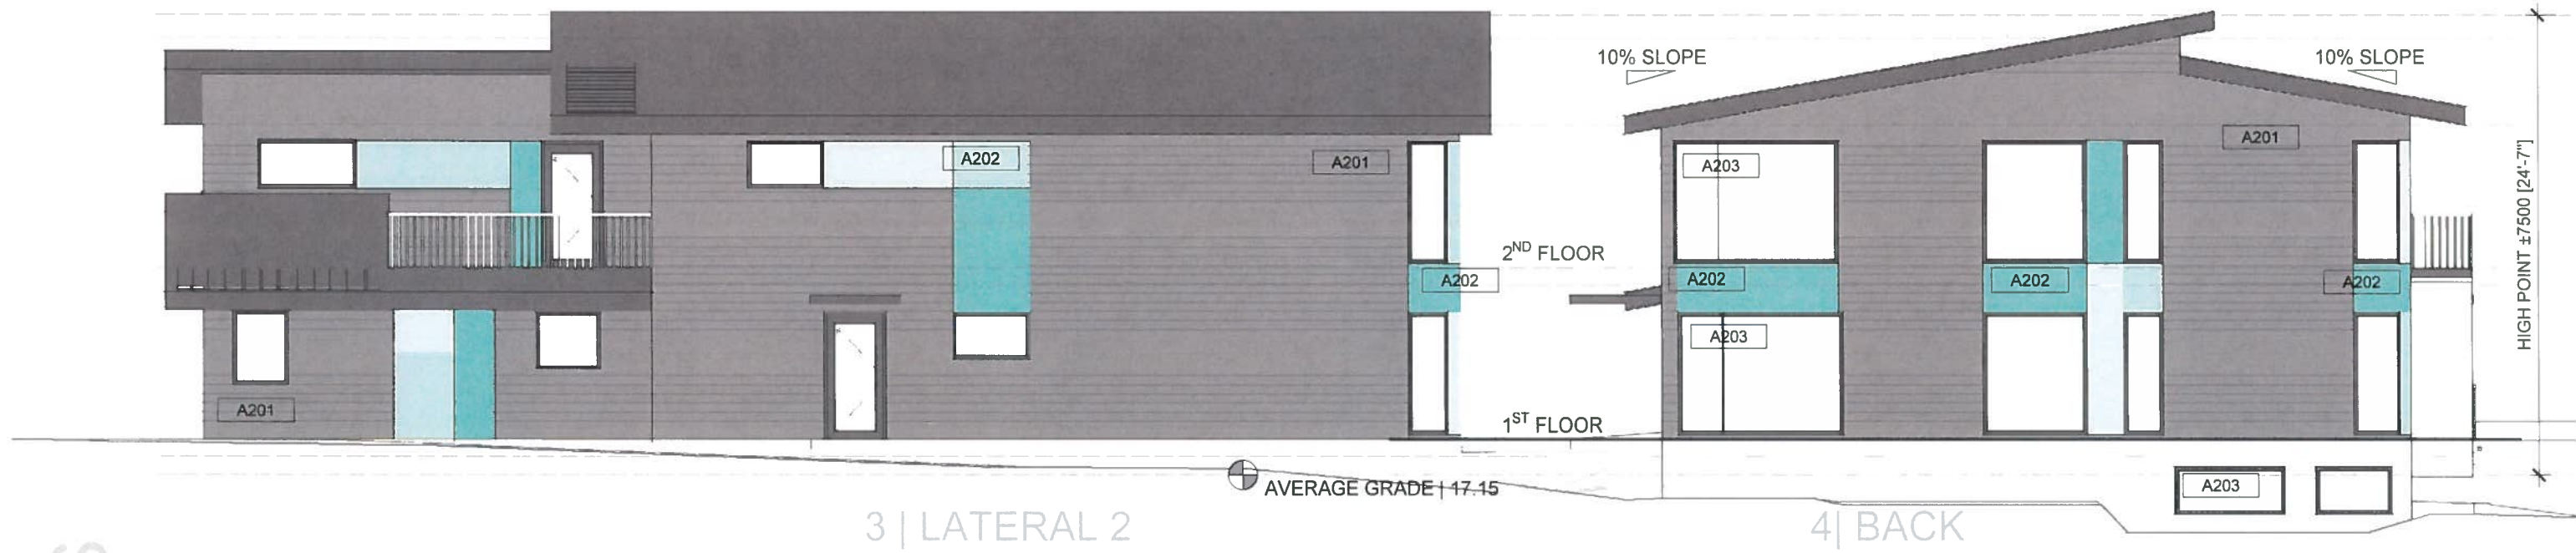 10% SLOPE
10% SLOPE
A201
A202
A201
A203
HIGH POINT ±7500 [24'-7"]
2ND FLOOR
A202
A202
A202
A202
A203
A201
1ST FLOOR
AVERAGE GRADE | 17.15
A203
3 | LATERAL 2
4| BACK